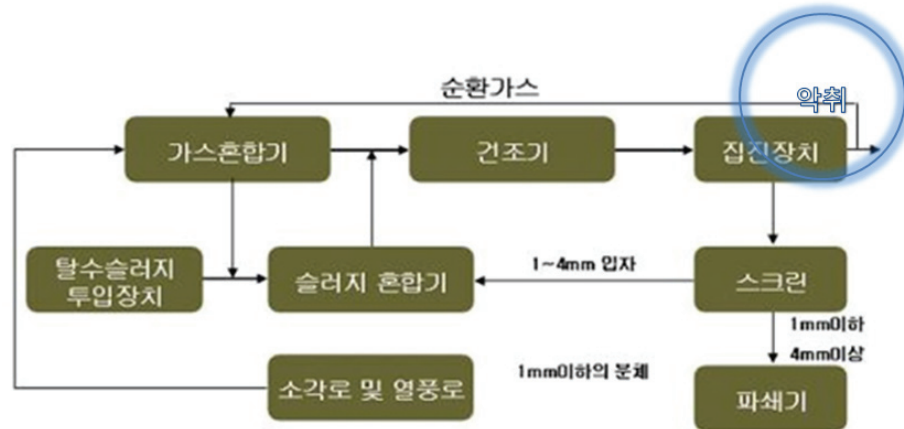 악취
순환가스
가스혼합기
건조기
집진장치
탈수슬러지
투입장치
슬러지 혼합기
1~4mm 입자
스크린
1mm이하
4mm이상
소각로 및 열풍로
1mm이하의 분체
파쇄기